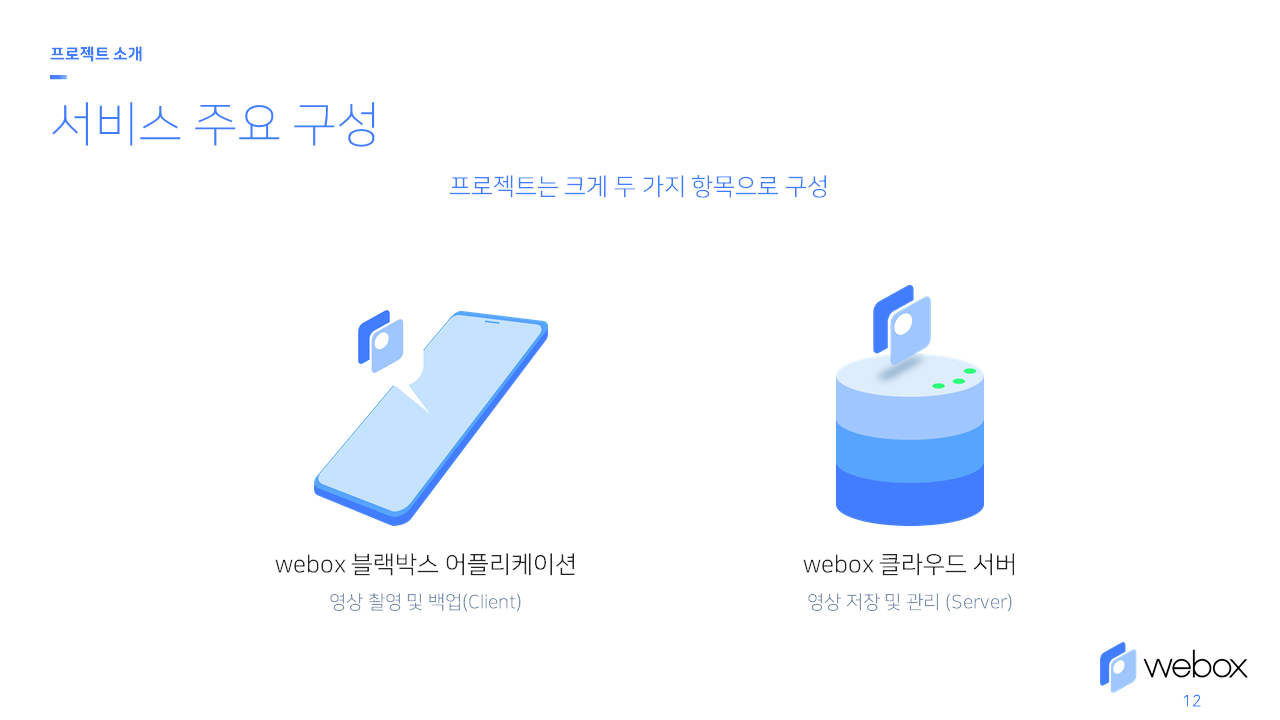 프로젝트 소개
서비스 주요 구성
프로젝트는 크게 두 가지 항목으로 구성
webox 블랙박스 어플리케이션
영상 촬영 및 백업(Client)
webox 클라우드 서버
영상 저장 및 관리 (Server)
webox
12